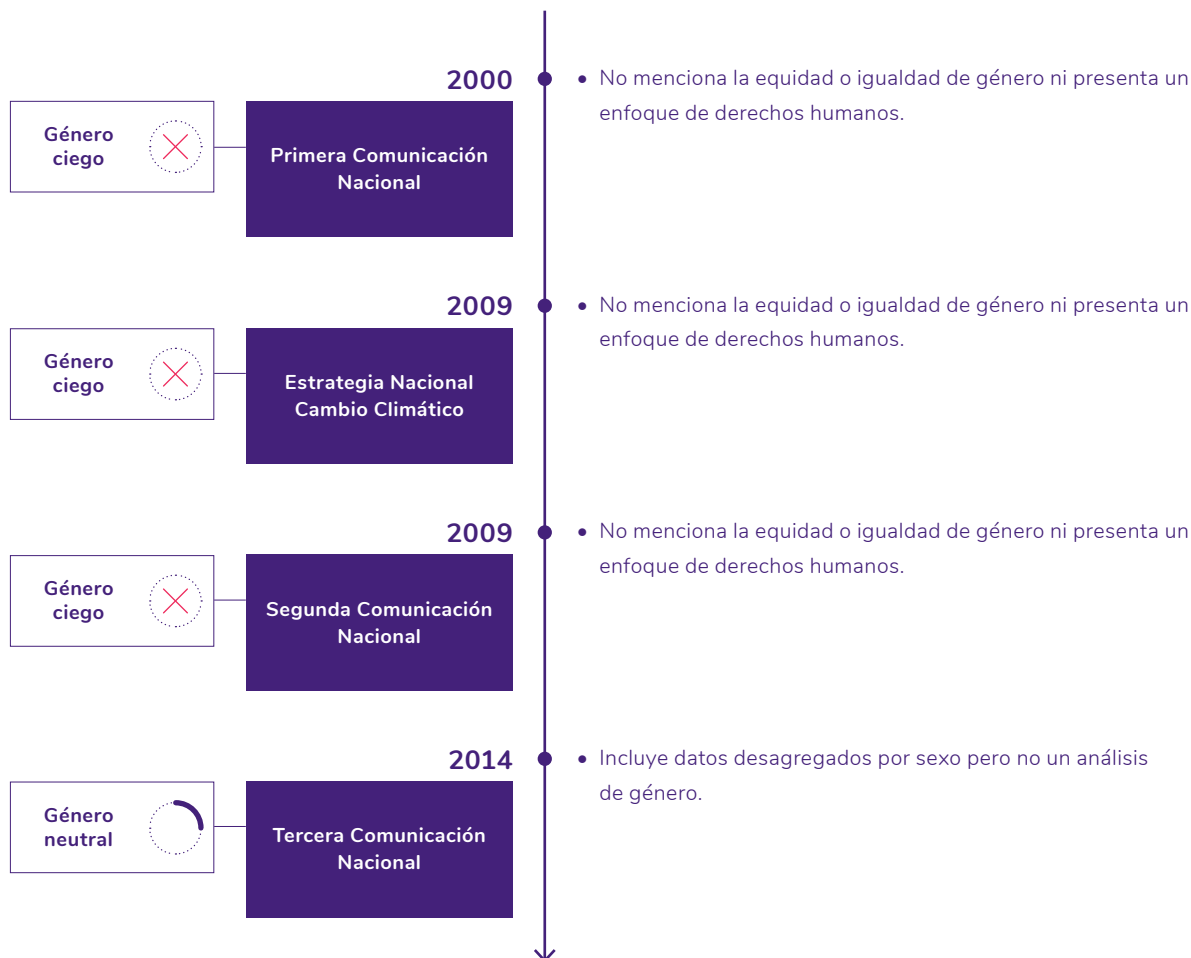 2000
Género
ciego
Primera Comunicación
Nacional
• No menciona la equidad o igualdad de género ni presenta un
enfoque de derechos humanos.
2009
Género
ciego
Estrategia Nacional
Cambio Climático
• No menciona la equidad o igualdad de género ni presenta un
enfoque de derechos humanos.
2009
Género
ciego
Segunda Comunicación
Nacional
• No menciona la equidad o igualdad de género ni presenta un
enfoque de derechos humanos.
2014
Género
neutral
Tercera Comunicación
Nacional
• Incluye datos desagregados por sexo pero no un análisis
de género.